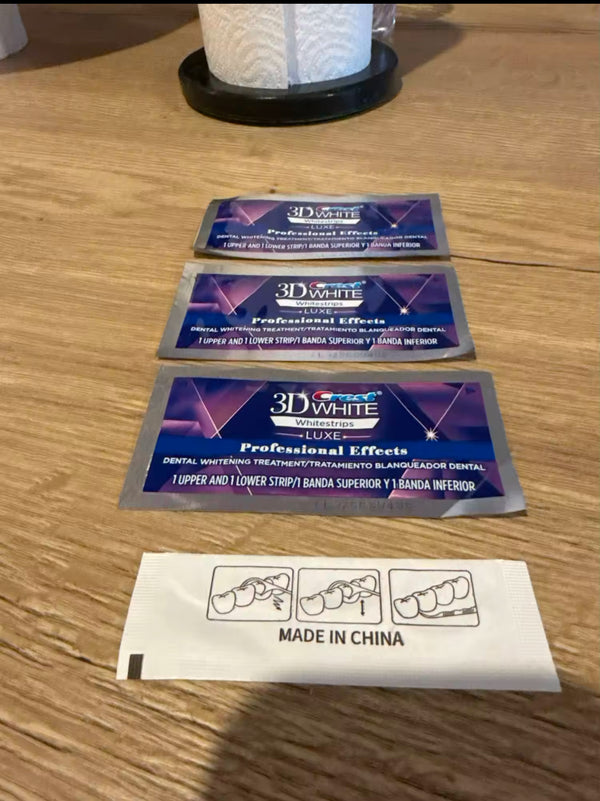 Crest
3D WHITE
Whitestrips
LUXE
Professional Effects
DENTAL WHITENING TREATMENT/TRATAMIENTO BLANQUEADOR DENTAL
1 UPPER AND 1 LOWER STRIP/1 BANDA SUPERIOR Y 1 BANDA INFERIOR
Crest
3D WHITE
Whitestrips
LUXE
Professional Effects
DENTAL WHITENING TREATMENT/TRATAMIENTO BLANQUEADOR DENTAL
1 UPPER AND 1 LOWER STRIP/1 BANDA SUPERIOR Y 1 BANDA INFERIOR
Crest
3D WHITE
Whitestrips
LUXE
Professional Effects
DENTAL WHITENING TREATMENT/TRATAMIENTO BLANQUEADOR DENTAL
1 UPPER AND 1 LOWER STRIP/1 BANDA SUPERIOR Y 1 BANDA INFERIOR
MADE IN CHINA